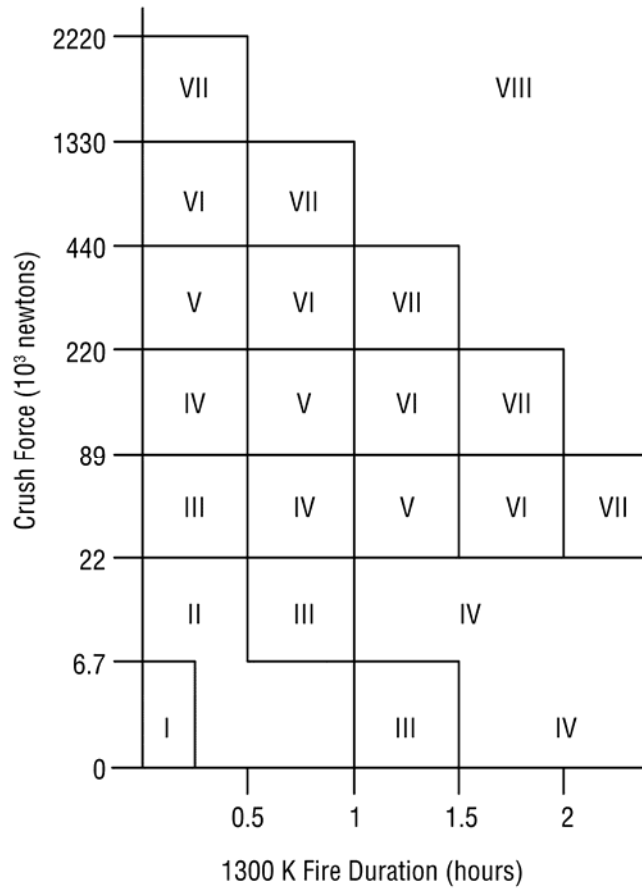 2220
VII
VIII
1330
VI
VII
440
V
VI
VII
220
IV
V
VI
VII
89
III
IV
V
VI
VII
22
II
III
IV
6.7
I
III
IV
0
0.5
1
1.5
2
Crush Force (10³ newtons)
1300 K Fire Duration (hours)